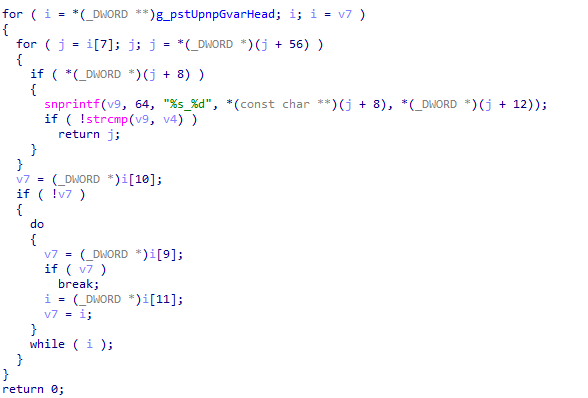 for ( i = *(_DWORD **)g_pstUpnpGvarHead; i; i = v7 )
{
  for ( j = i[7]; j; j = *(_DWORD *)(j + 56) )
  {
    if ( *(_DWORD *)(j + 8) )
    {
      snprintf(v9, 64, "%s_%d", *(const char **)(j + 8), *(_DWORD *)(j + 12));
      if ( !strcmp(v9, v4) )
        return j;
    }
  }
  v7 = (_DWORD *)i[10];
  if ( !v7 )
  {
    do
    {
      v7 = (_DWORD *)i[9];
      if ( v7 )
        break;
      i = (_DWORD *)i[11];
      v7 = i;
    }
    while ( i );
  }
}
return 0;